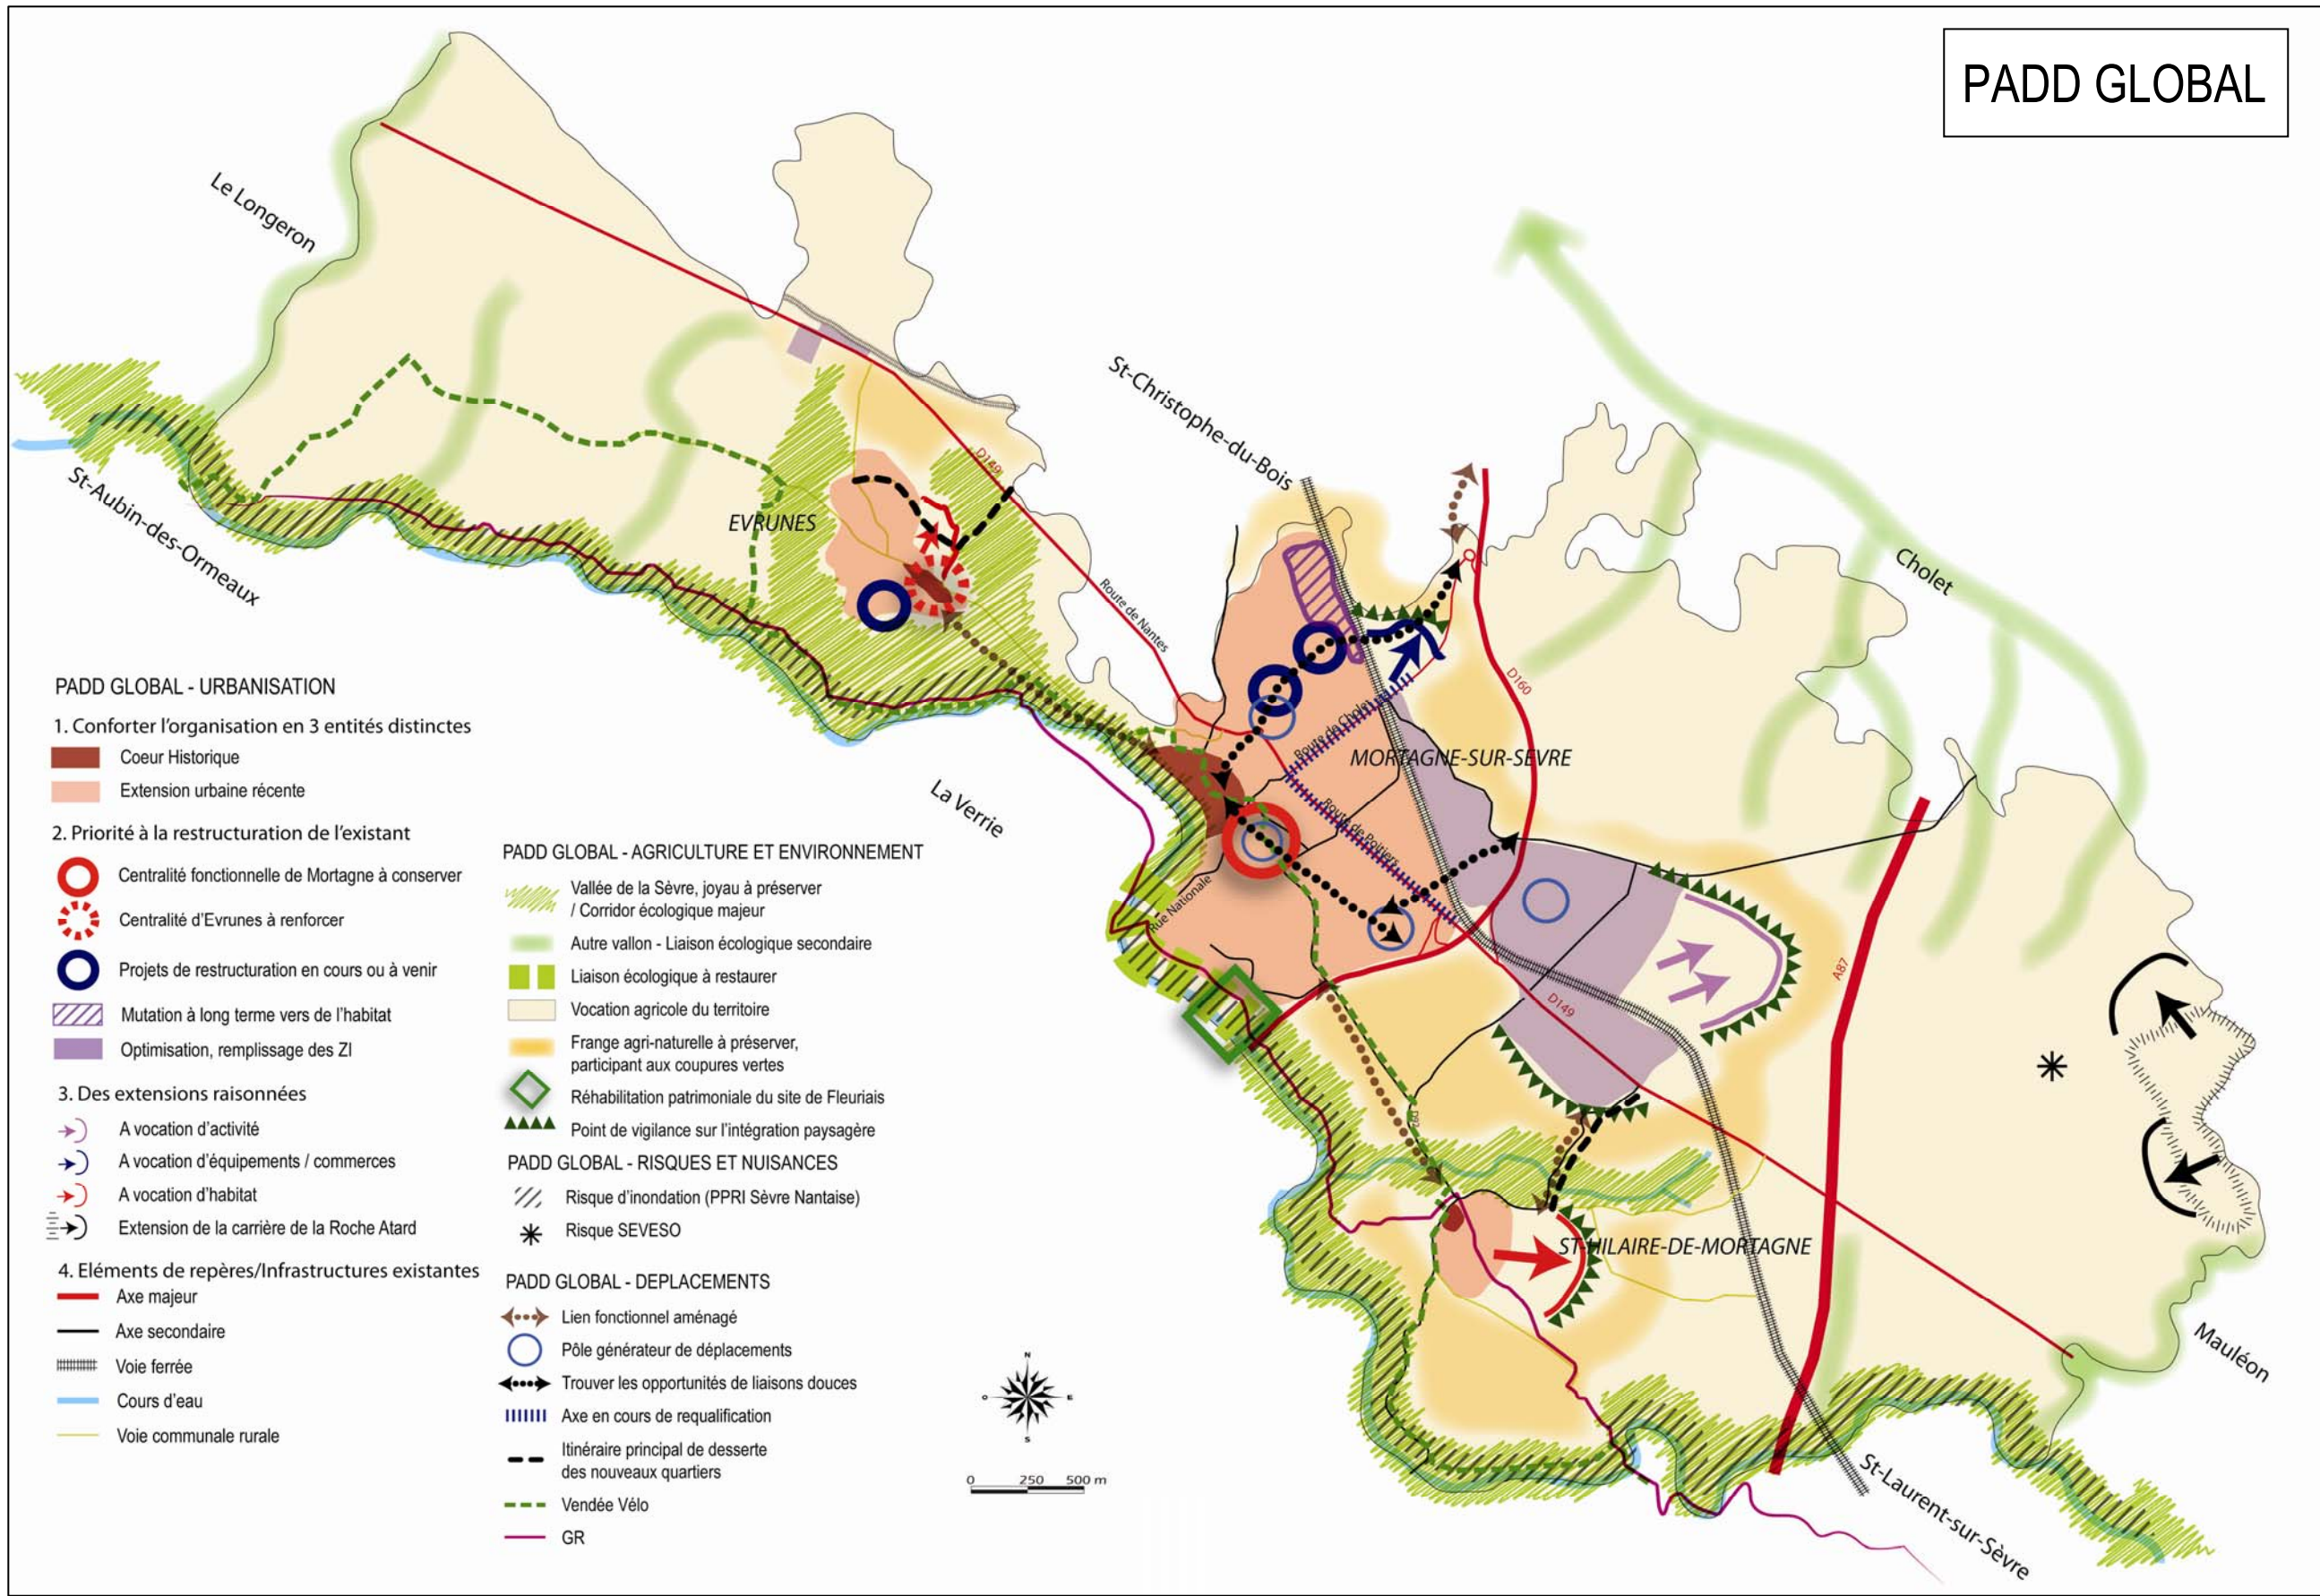 PADD GLOBAL
Le Longeron
St-Christophe-du-Bois
Cholet
D149
St-Aubin-des-Ormeaux
EVRUNES
Route de Nantes
D160
PADD GLOBAL - URBANISATION
1. Conforter l'organisation en 3 entités distinctes
Coeur Historique
Extension urbaine récente
2. Priorité à la restructuration de l'existant
Centralité fonctionnelle de Mortagne à conserver
Centralité d'Evrunes à renforcer
Projets de restructuration en cours ou à venir
Mutation à long terme vers de l'habitat
Optimisation, remplissage des ZI
3. Des extensions raisonnées
A vocation d'activité
A vocation d'équipements / commerces
A vocation d'habitat
Extension de la carrière de la Roche Atard
4. Eléments de repères/Infrastructures existantes
Axe majeur
Axe secondaire
Voie ferrée
Cours d'eau
Voie communale rurale
PADD GLOBAL - AGRICULTURE ET ENVIRONNEMENT
Vallée de la Sèvre, joyau à préserver
/ Corridor écologique majeur
Autre vallon - Liaison écologique secondaire
Liaison écologique à restaurer
Vocation agricole du territoire
Frange agri-naturelle à préserver,
participant aux coupures vertes
Réhabilitation patrimoniale du site de Fleuriais
Point de vigilance sur l'intégration paysagère
PADD GLOBAL - RISQUES ET NUISANCES
Risque d'inondation (PPRI Sèvre Nantaise)
Risque SEVESO
PADD GLOBAL - DEPLACEMENTS
Lien fonctionnel aménagé
Pôle générateur de déplacements
Trouver les opportunités de liaisons douces
Axe en cours de requalification
Itinéraire principal de desserte
des nouveaux quartiers
Vendée Vélo
GR
La Verrie
Route de Cholet
MORTAGNE-SUR-SEVRE
Route de Poitiers
Rue Nationale
A87
D149
ST-HILAIRE-DE-MORTAGNE
Mauléon
St-Laurent-sur-Sèvre
N
O
E
S
0 250 500 m